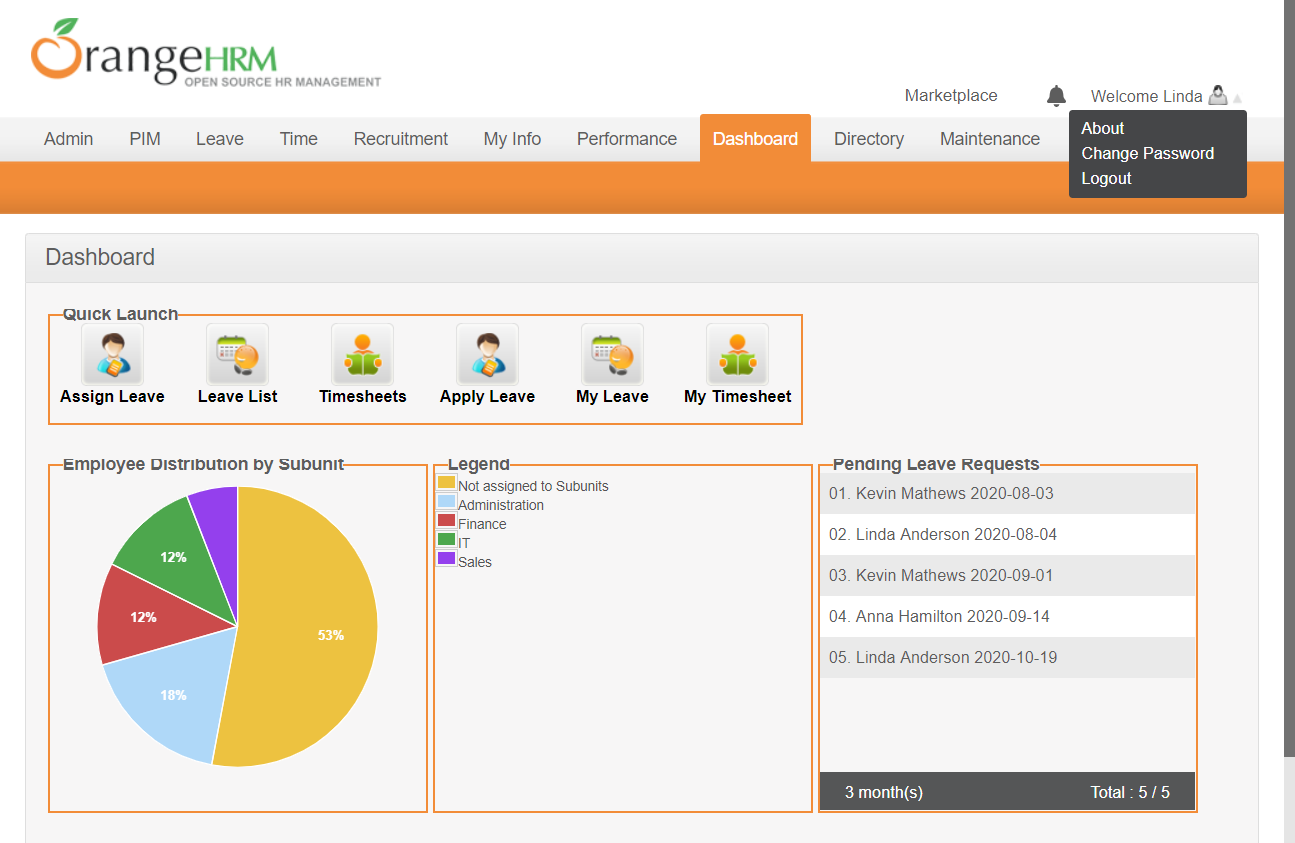 OrangeHRM
OPEN SOURCE HR MANAGEMENT
Marketplace Welcome Linda
Admin PIM Leave Time Recruitment My Info Performance Dashboard Directory Maintenance
About
Change Password
Logout
Dashboard
Quick Launch
Assign Leave Leave List Timesheets Apply Leave My Leave My Timesheet
Employee Distribution by Subunit
53%
18%
12%
12%
Legend
Not assigned to Subunits
Administration
Finance
IT
Sales
Pending Leave Requests
01. Kevin Mathews 2020-08-03
02. Linda Anderson 2020-08-04
03. Kevin Mathews 2020-09-01
04. Anna Hamilton 2020-09-14
05. Linda Anderson 2020-10-19
3 month(s) Total : 5 / 5